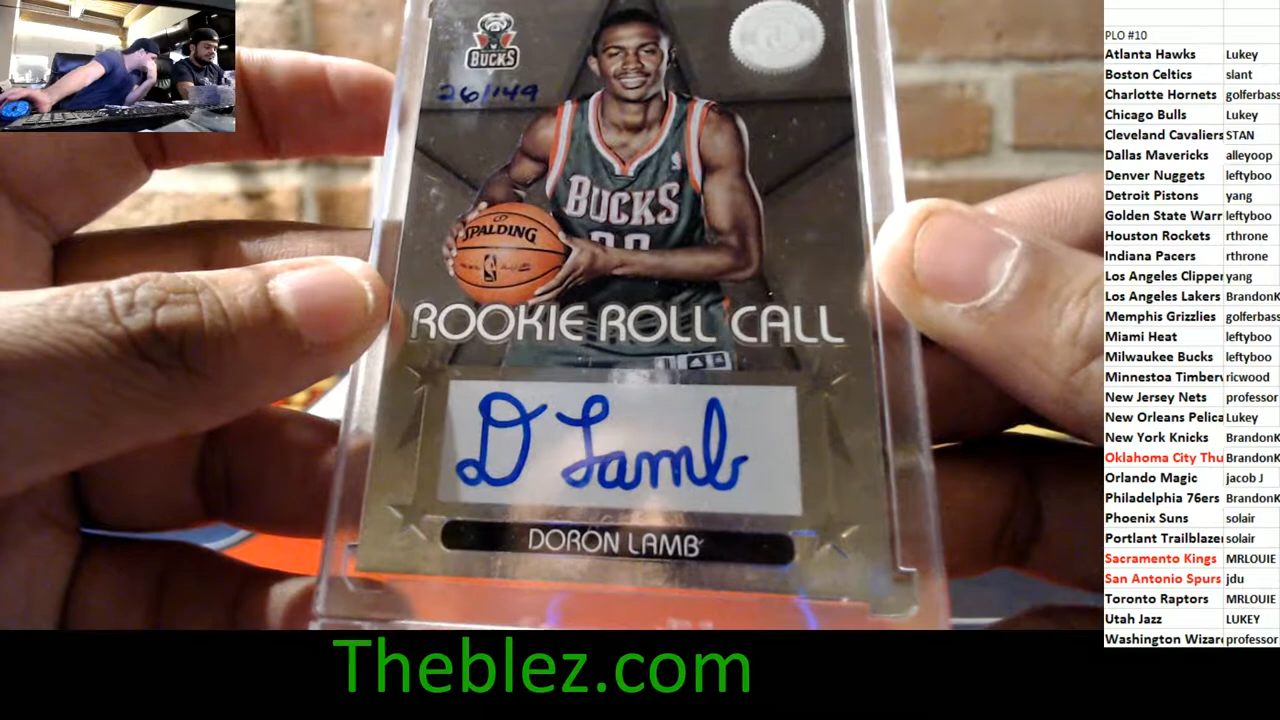 BUCKS
26/149
BUCKS
SPALDING
ROOKIE ROLL CALL
D Lamb
DORON LAMB
Theblez.com
PLO #10
Atlanta Hawks Lukey
Boston Celtics slant
Charlotte Hornets golferbass
Chicago Bulls Lukey
Cleveland Cavaliers STAN
Dallas Mavericks alleyoop
Denver Nuggets leftyboo
Detroit Pistons yang
Golden State Warr leftyboo
Houston Rockets rthrone
Indiana Pacers rthrone
Los Angeles Clipper yang
Los Angeles Lakers BrandonK
Memphis Grizzlies golferbass
Miami Heat leftyboo
Milwaukee Bucks leftyboo
Minnestoa Timberv ricwood
New Jersey Nets professor
New Orleans Pelica Lukey
New York Knicks BrandonK
Oklahoma City Thu BrandonK
Orlando Magic jacob J
Philadelphia 76ers BrandonK
Phoenix Suns solair
Portlant Trailblaze solair
Sacramento Kings MRLOUIE
San Antonio Spurs jdu
Toronto Raptors MRLOUIE
Utah Jazz LUKEY
Washington Wizar professor